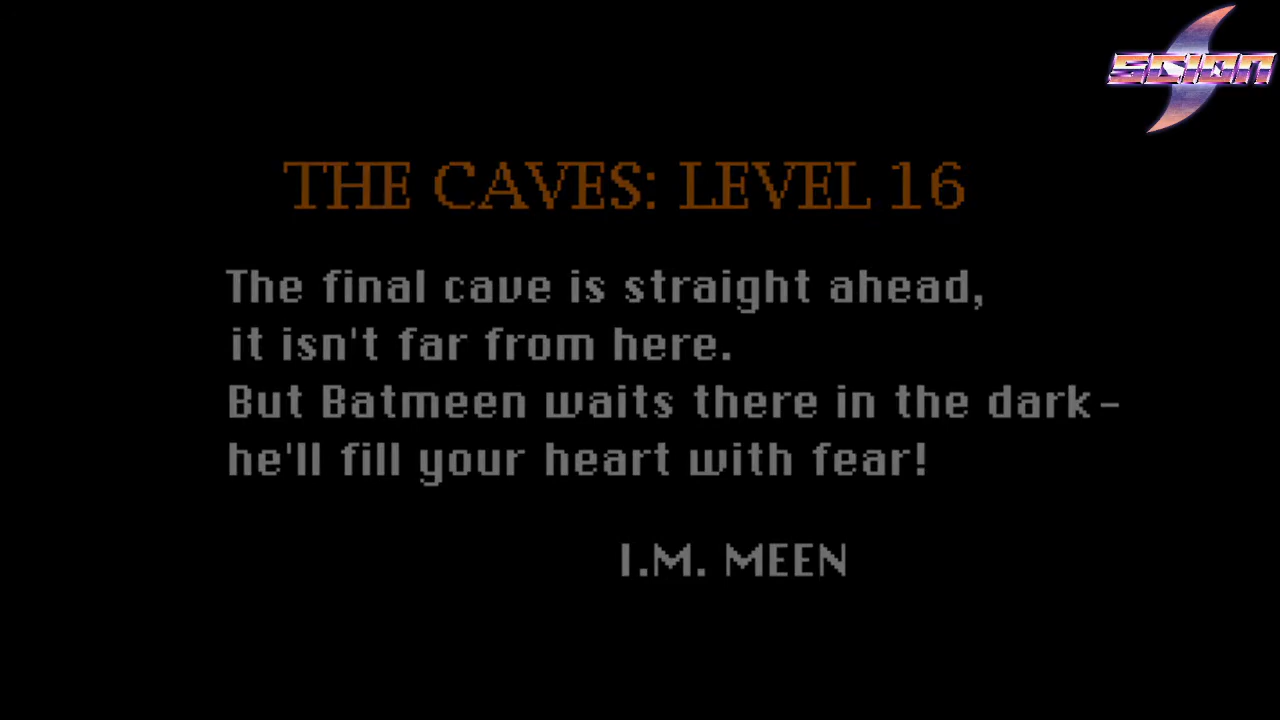 SCION
THE CAVES: LEVEL 16
The final cave is straight ahead,
it isn't far from here.
But Batmeen waits there in the dark-
he'll fill your heart with fear!
I.M. MEEN